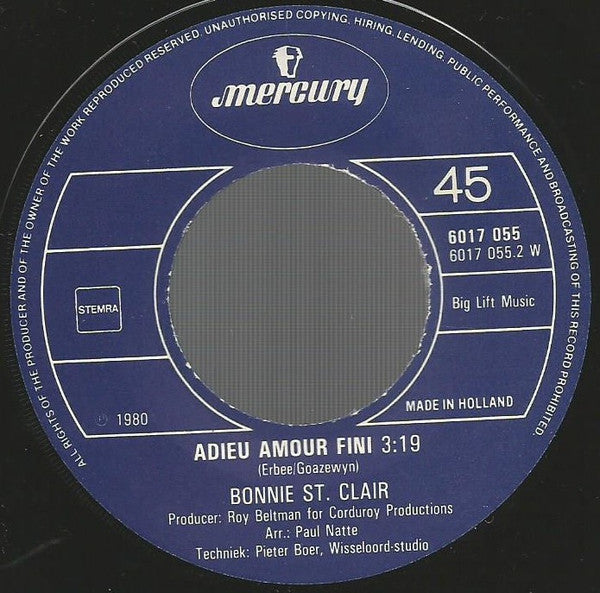 ALL RIGHTS OF THE PRODUCER AND OF THE OWNER OF THE WORK REPRODUCED RESERVED. UNAUTHORISED COPYING, HIRING, LENDING, PUBLIC PERFORMANCE AND BROADCASTING OF THIS RECORD PROHIBITED.
mercury
45
6017 055
6017 055.2 W
STEMRA
Big Lift Music
℗ 1980
MADE IN HOLLAND
ADIEU AMOUR FINI 3:19
(Erbee/Goazewyn)
BONNIE ST. CLAIR
Producer: Roy Beltman for Corduroy Productions
Arr.: Paul Natte
Techniek: Pieter Boer, Wisseloord-studio